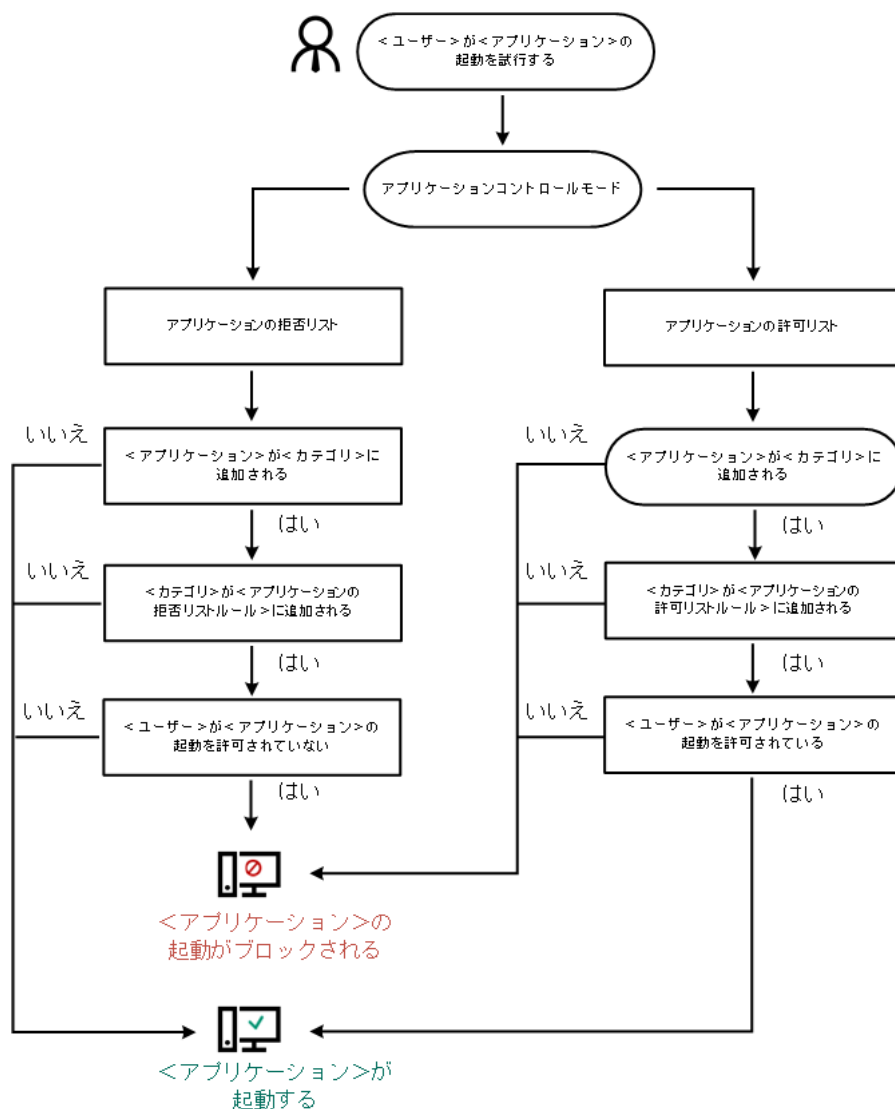 <ユーザー>が<アプリケーション>の
起動を試行する
アプリケーションコントロールモード
アプリケーションの拒否リスト
アプリケーションの許可リスト
いいえ
<アプリケーション>が<カテゴリ>に
追加される
いいえ
<アプリケーション>が<カテゴリ>に
追加される
はい
はい
いいえ
<カテゴリ>が<アプリケーションの
拒否リストルール>に追加される
いいえ
<カテゴリ>が<アプリケーションの
許可リストルール>に追加される
はい
はい
いいえ
<ユーザー>が<アプリケーション>の
起動を許可されていない
いいえ
<ユーザー>が<アプリケーション>の
起動を許可されている
はい
はい
<アプリケーション>の
起動がブロックされる
<アプリケーション>が
起動する